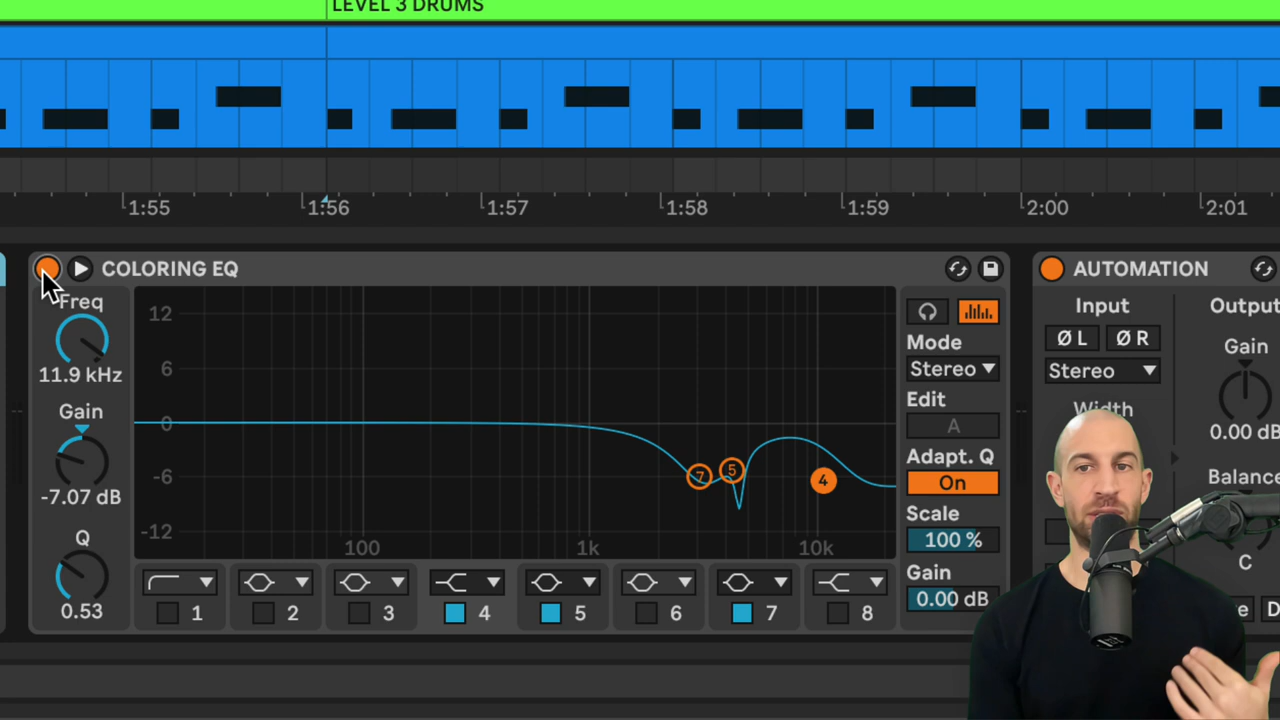 LEVEL 3 DRUMS
1:55 1:56 1:57 1:58 1:59 2:00 2:01
COLORING EQ
Freq
11.9 kHz
Gain
-7.07 dB
Q
0.53
12
6
0
-6
-12
100 1k 10k
7 5 4
1 2 3 4 5 6 7 8
Mode
Stereo
Edit
A
Adapt. Q
On
Scale
100 %
Gain
0.00 dB
AUTOMATION
Input
Ø L Ø R
Stereo
Width
Output
Gain
0.00 dB
Balance
C